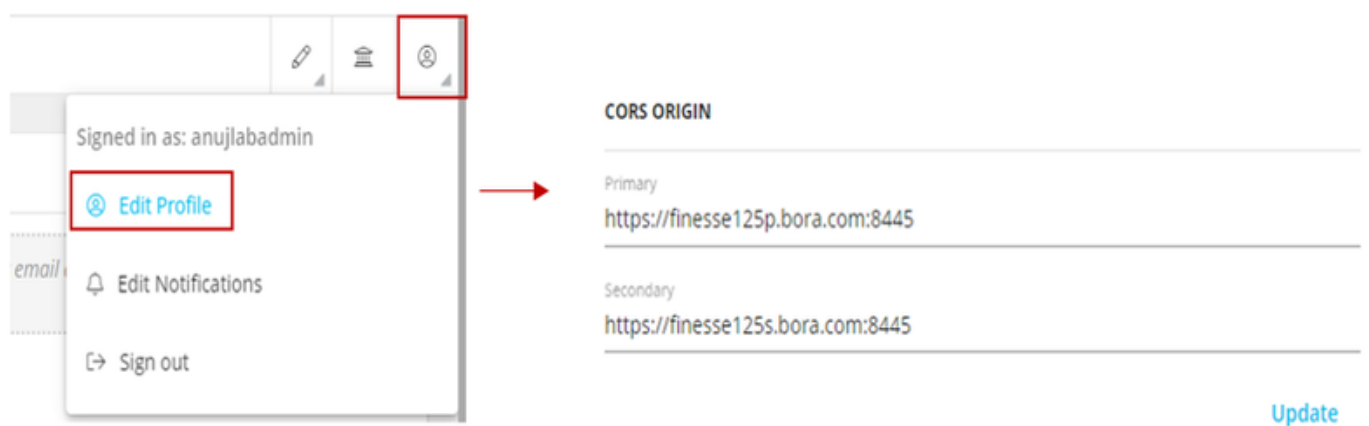 Signed in as: anujlabadmin
Edit Profile
email
Edit Notifications
Sign out
CORS ORIGIN
Primary
https://finesse125p.bora.com:8445
Secondary
https://finesse125s.bora.com:8445
Update